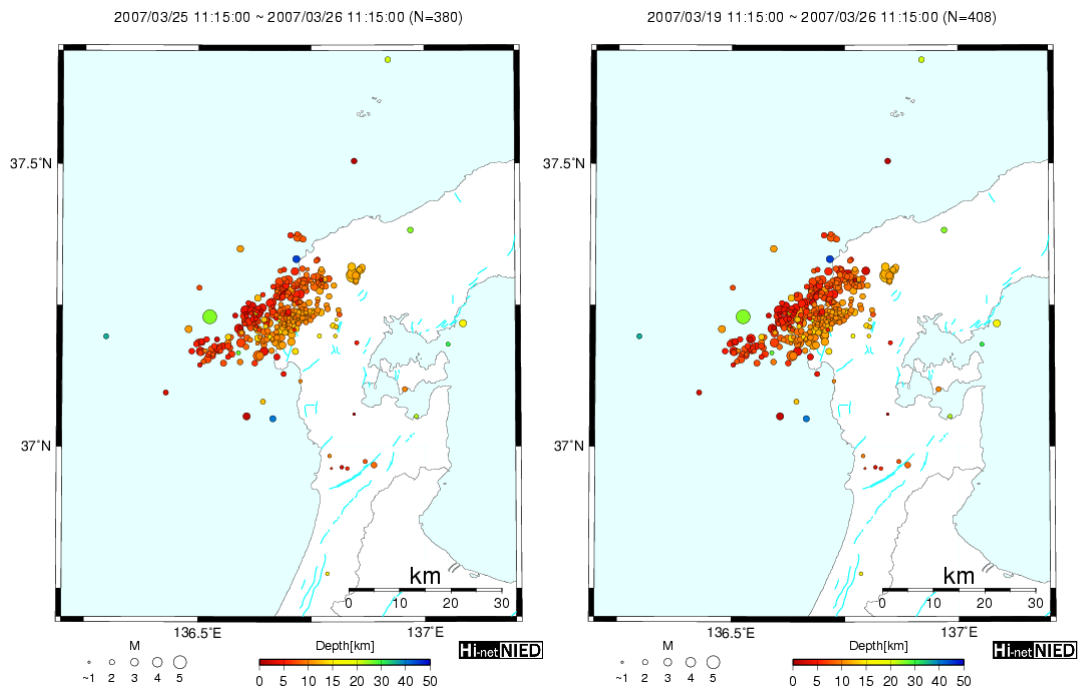 2007/03/25 11:15:00 ~ 2007/03/26 11:15:00 (N=380)
37.5°N
37°N
136.5°E
137°E
km
0 10 20 30
M
~1 2 3 4 5
Depth[km]
0 5 10 15 20 30 40 50
Hi-net NIED
2007/03/19 11:15:00 ~ 2007/03/26 11:15:00 (N=408)
37.5°N
37°N
136.5°E
137°E
km
0 10 20 30
M
~1 2 3 4 5
Depth[km]
0 5 10 15 20 30 40 50
Hi-net NIED